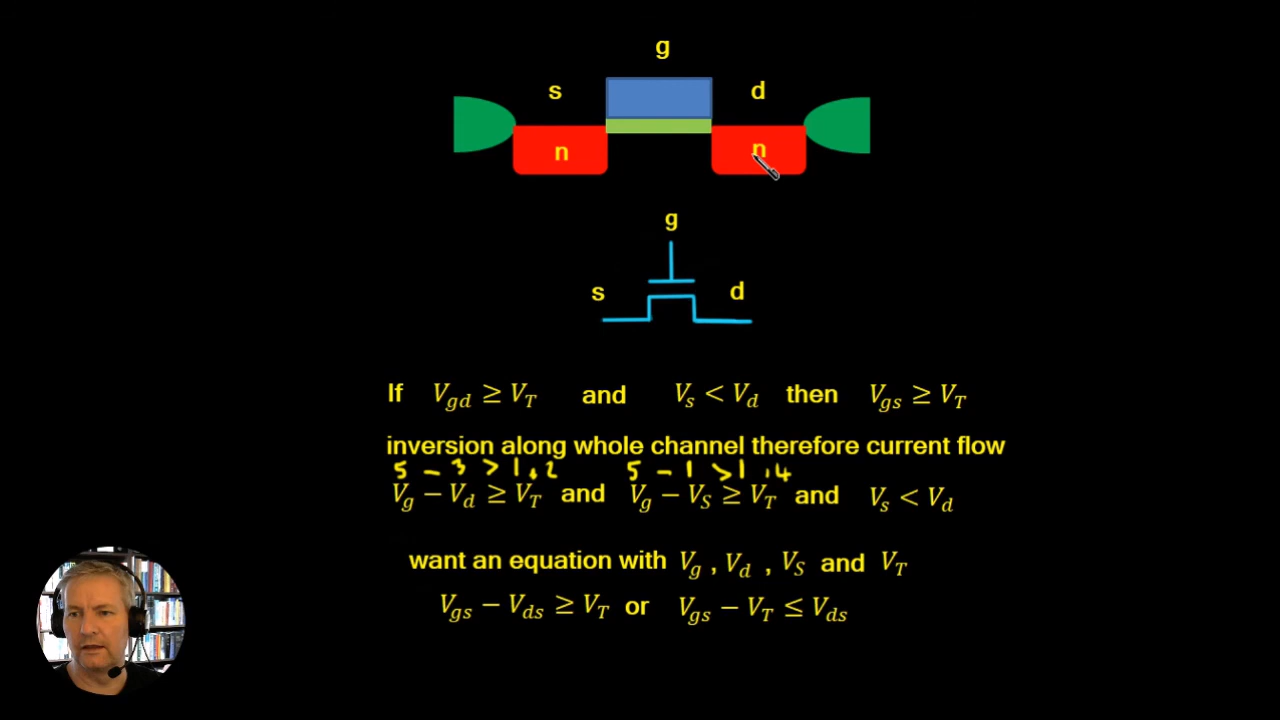 g
s d
n n
g
s d
If V_gd ≥ V_T and V_s < V_d then V_gs ≥ V_T
inversion along whole channel therefore current flow
5 - 3 > 1.2 5 - 1 > 1.4
V_g − V_d ≥ V_T and V_g − V_S ≥ V_T and V_s < V_d
want an equation with V_g , V_d , V_S and V_T
V_gs − V_ds ≥ V_T or V_gs − V_T ≤ V_ds